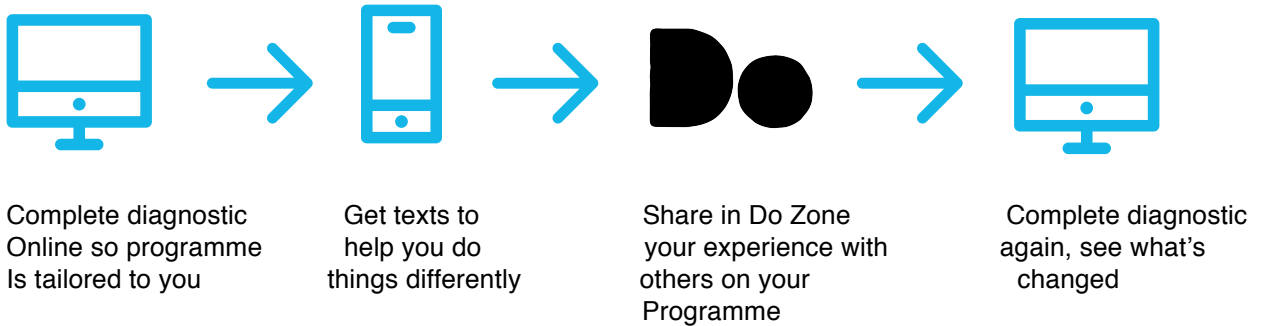 Do
Complete diagnostic
Online so programme
Is tailored to you
Get texts to
help you do
things differently
Share in Do Zone
your experience with
others on your
Programme
Complete diagnostic
again, see what's
changed